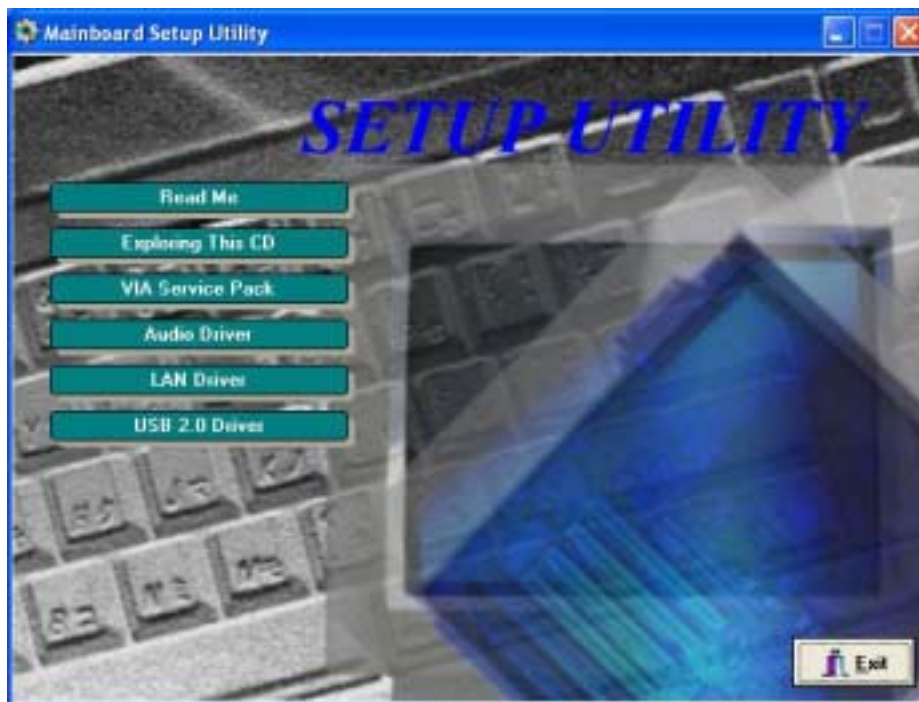 Mainboard Setup Utility
SETUP UTILITY
Read Me
Exploring This CD
VIA Service Pack
Audio Driver
LAN Driver
USB 2.0 Driver
Exit